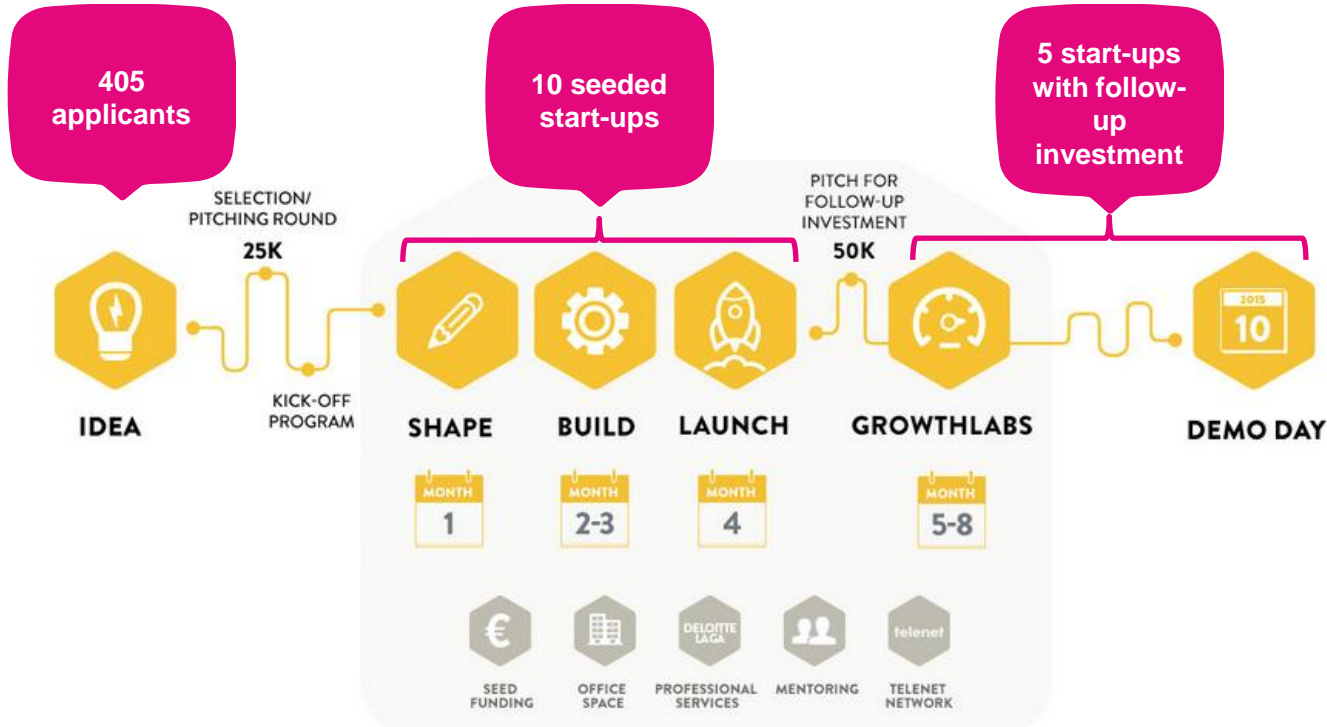 405
applicants
10 seeded
start-ups
5 start-ups
with follow-
up
investment
SELECTION/
PITCHING ROUND
25K
KICK-OFF
PROGRAM
PITCH FOR
FOLLOW-UP
INVESTMENT
50K
2015
10
IDEA
SHAPE
BUILD
LAUNCH
GROWTHLABS
DEMO DAY
MONTH
1
MONTH
2-3
MONTH
4
MONTH
5-8
€
DELOITTE
LAGA
telenet
SEED
FUNDING
OFFICE
SPACE
PROFESSIONAL
SERVICES
MENTORING
TELENET
NETWORK